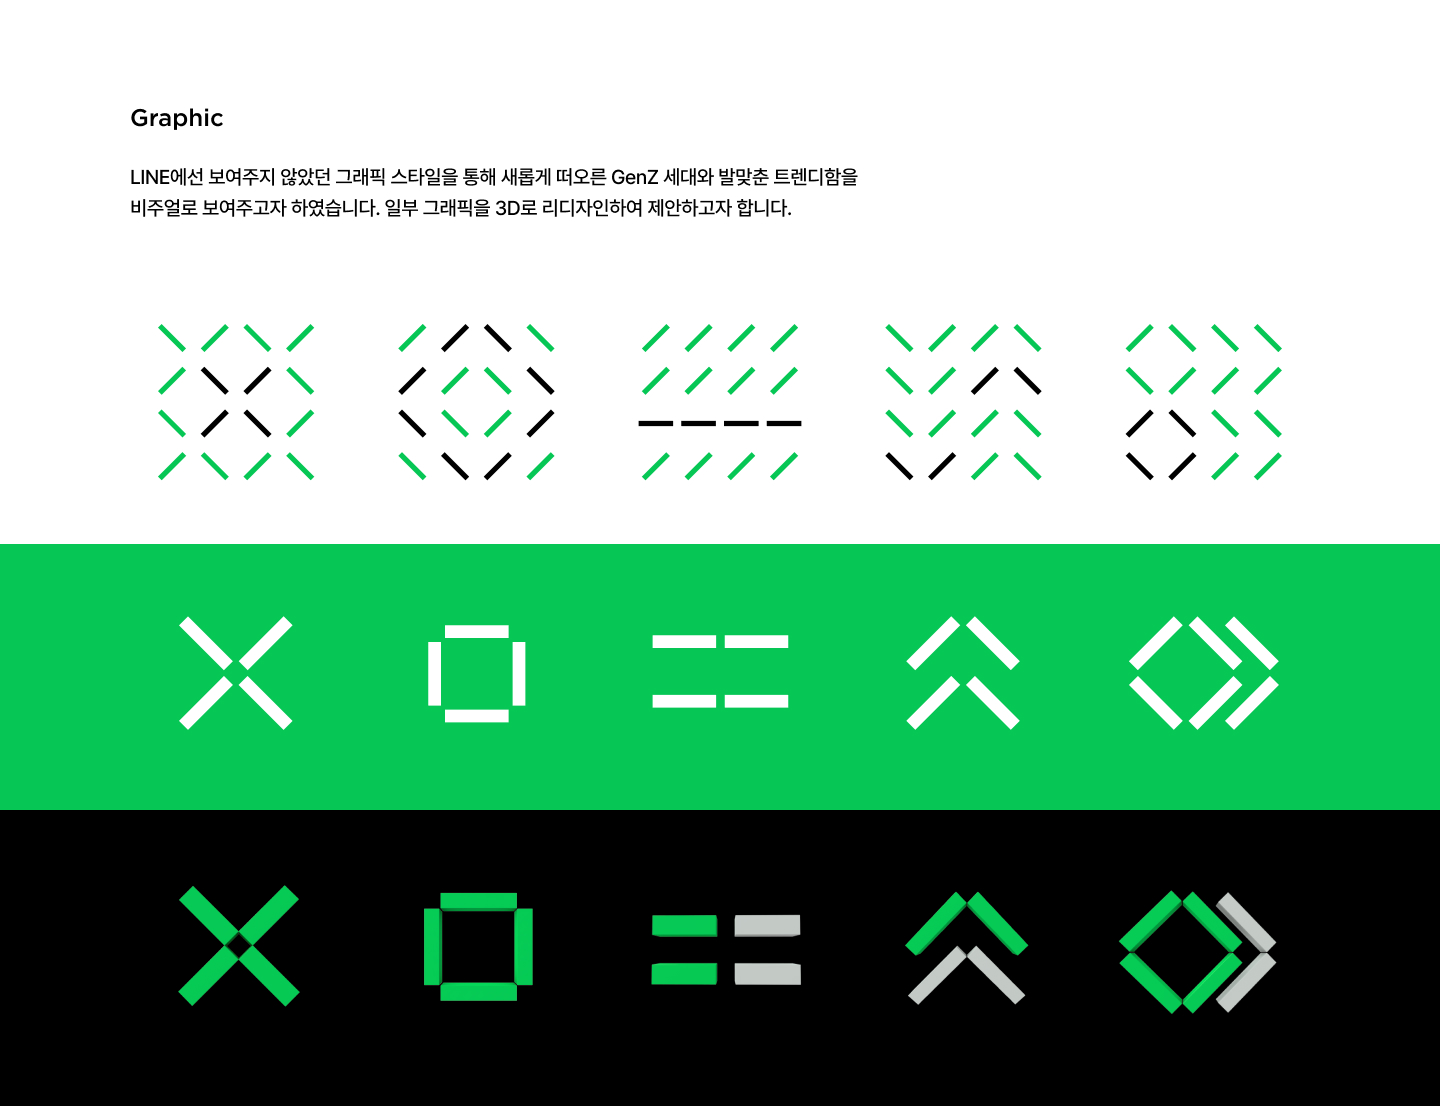 Graphic
LINE에선 보여주지 않았던 그래픽 스타일을 통해 새롭게 떠오른 GenZ 세대와 발맞춘 트렌디함을
비주얼로 보여주고자 하였습니다. 일부 그래픽을 3D로 리디자인하여 제안하고자 합니다.